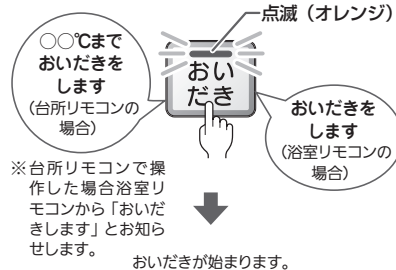 点滅（オレンジ）
○○℃まで
おいだきを
します
（台所リモコンの
場合）
おい
だき
おいだきを
します
（浴室リモコンの
場合）
※台所リモコンで操
作した場合浴室リ
モコンから「おいだ
きします」とお知ら
せします。
おいだきが始まります。